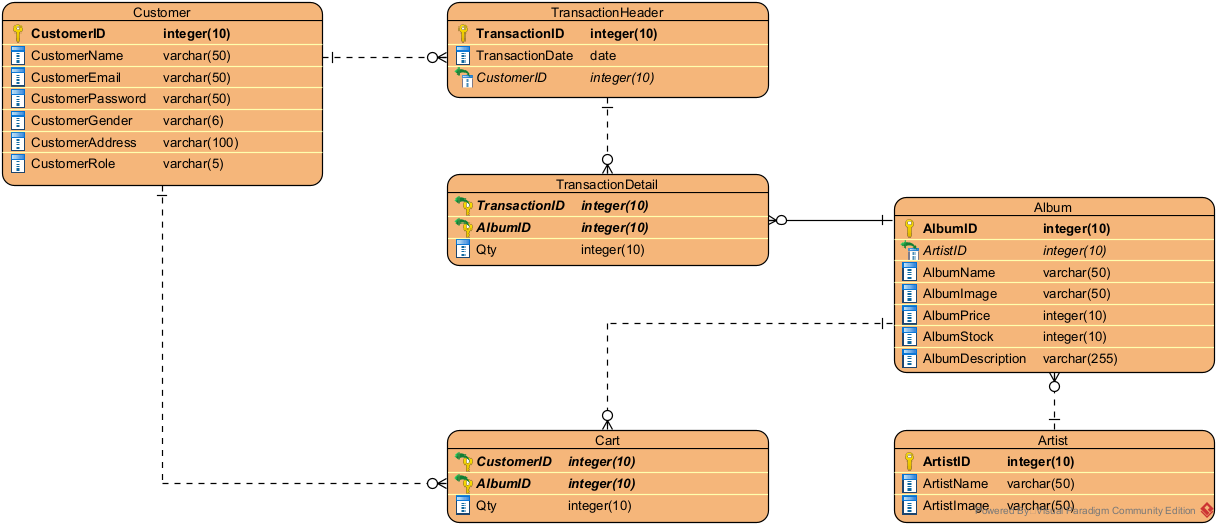 Customer
CustomerID integer(10)
CustomerName varchar(50)
CustomerEmail varchar(50)
CustomerPassword varchar(50)
CustomerGender varchar(6)
CustomerAddress varchar(100)
CustomerRole varchar(5)
TransactionHeader
TransactionID integer(10)
TransactionDate date
CustomerID integer(10)
TransactionDetail
TransactionID integer(10)
AlbumID integer(10)
Qty integer(10)
Album
AlbumID integer(10)
ArtistID integer(10)
AlbumName varchar(50)
AlbumImage varchar(50)
AlbumPrice integer(10)
AlbumStock integer(10)
AlbumDescription varchar(255)
Cart
CustomerID integer(10)
AlbumID integer(10)
Qty integer(10)
Artist
ArtistID integer(10)
ArtistName varchar(50)
ArtistImage varchar(50)
Powered By Visual Paradigm Community Edition